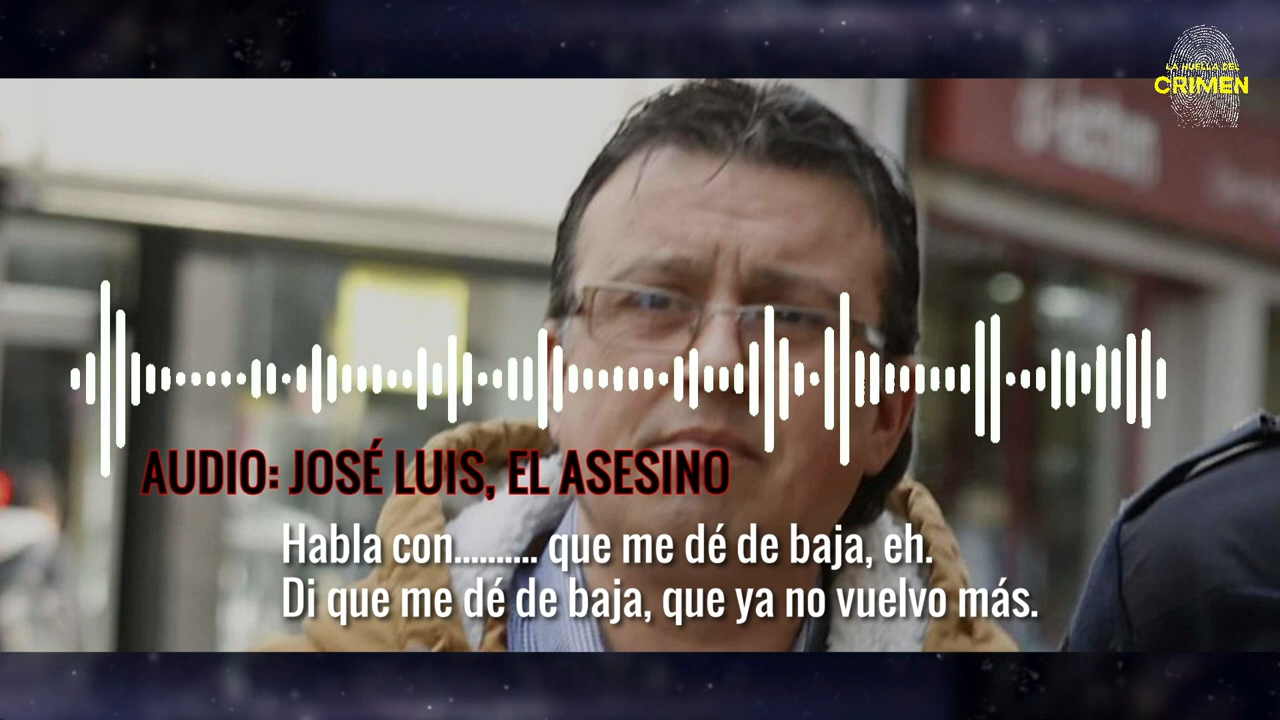 LA HUELLA DEL
CRIMEN
AUDIO: JOSÉ LUIS, EL ASESINO
Habla con.......... que me dé de baja, eh.
Di que me dé de baja, que ya no vuelvo más.